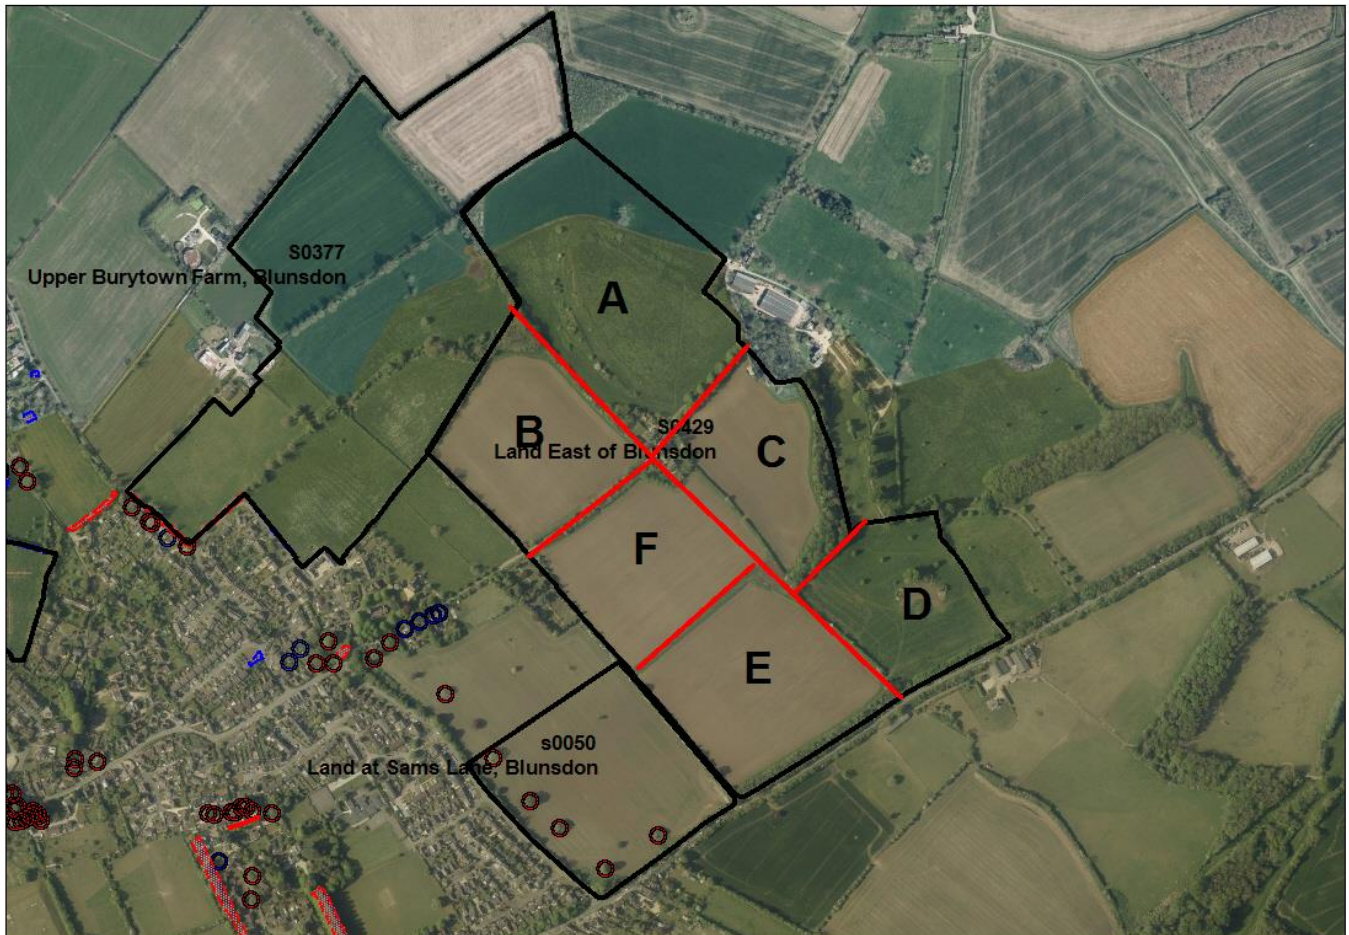 S0377
Upper Burytown Farm, Blunsdon
A
B
S0429
Land East of Blunsdon
C
F
D
E
s0050
Land at Sams Lane, Blunsdon